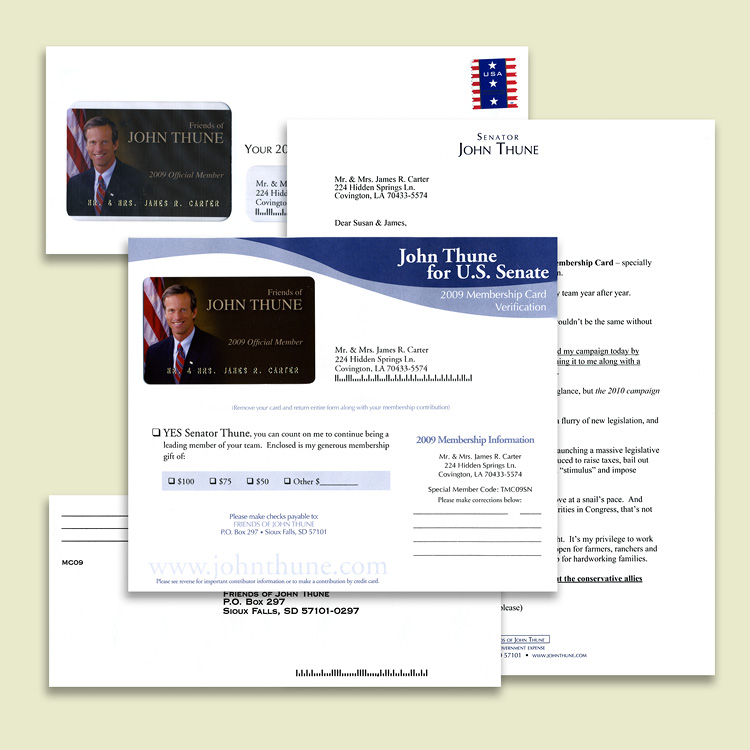 USA
Friends of
JOHN THUNE
2009 Official Member
MR. & MRS. JAMES R. CARTER
YOUR 20
Mr. & M
224 Hidd
Covingto
SENATOR
JOHN THUNE
Mr. & Mrs. James R. Carter
224 Hidden Springs Ln.
Covington, LA 70433-5574
Dear Susan & James,
mbership Card – specially
n.
y team year after year.
ouldn't be the same without
d my campaign today by
ing it to me along with a
glance, but the 2010 campaign
a flurry of new legislation, and
aunching a massive legislative
duced to raise taxes, bail out
"stimulus" and impose
ve at a snail's pace. And
rities in Congress, that's not
ht. It's my privilege to work
open for farmers, ranchers and
p for hardworking families.
t the conservative allies
please)
DS OF JOHN THUNE
OVERNMENT EXPENSE
57101 • WWW.JOHNTHUNE.COM
John Thune
for U.S. Senate
2009 Membership Card
Verification
Friends of
JOHN THUNE
2009 Official Member
MR. & MRS. JAMES R. CARTER
Mr. & Mrs. James R. Carter
224 Hidden Springs Ln.
Covington, LA 70433-5574
(Remove your card and return entire form along with your membership contribution)
YES Senator Thune, you can count on me to continue being a
leading member of your team. Enclosed is my generous membership
gift of:
$100 $75 $50 Other $
Please make checks payable to:
FRIENDS OF JOHN THUNE
P.O. Box 297 • Sioux Falls, SD 57101
2009 Membership Information
Mr. & Mrs. James R. Carter
224 Hidden Springs Ln.
Covington, LA 70433-5574
Special Member Code: TMC09SN
Please make corrections below:
www.johnthune.com
Please see reverse for important contributor information or to make a contribution by credit card.
MC09
FRIENDS OF JOHN THUNE
P.O. BOX 297
SIOUX FALLS, SD 57101-0297